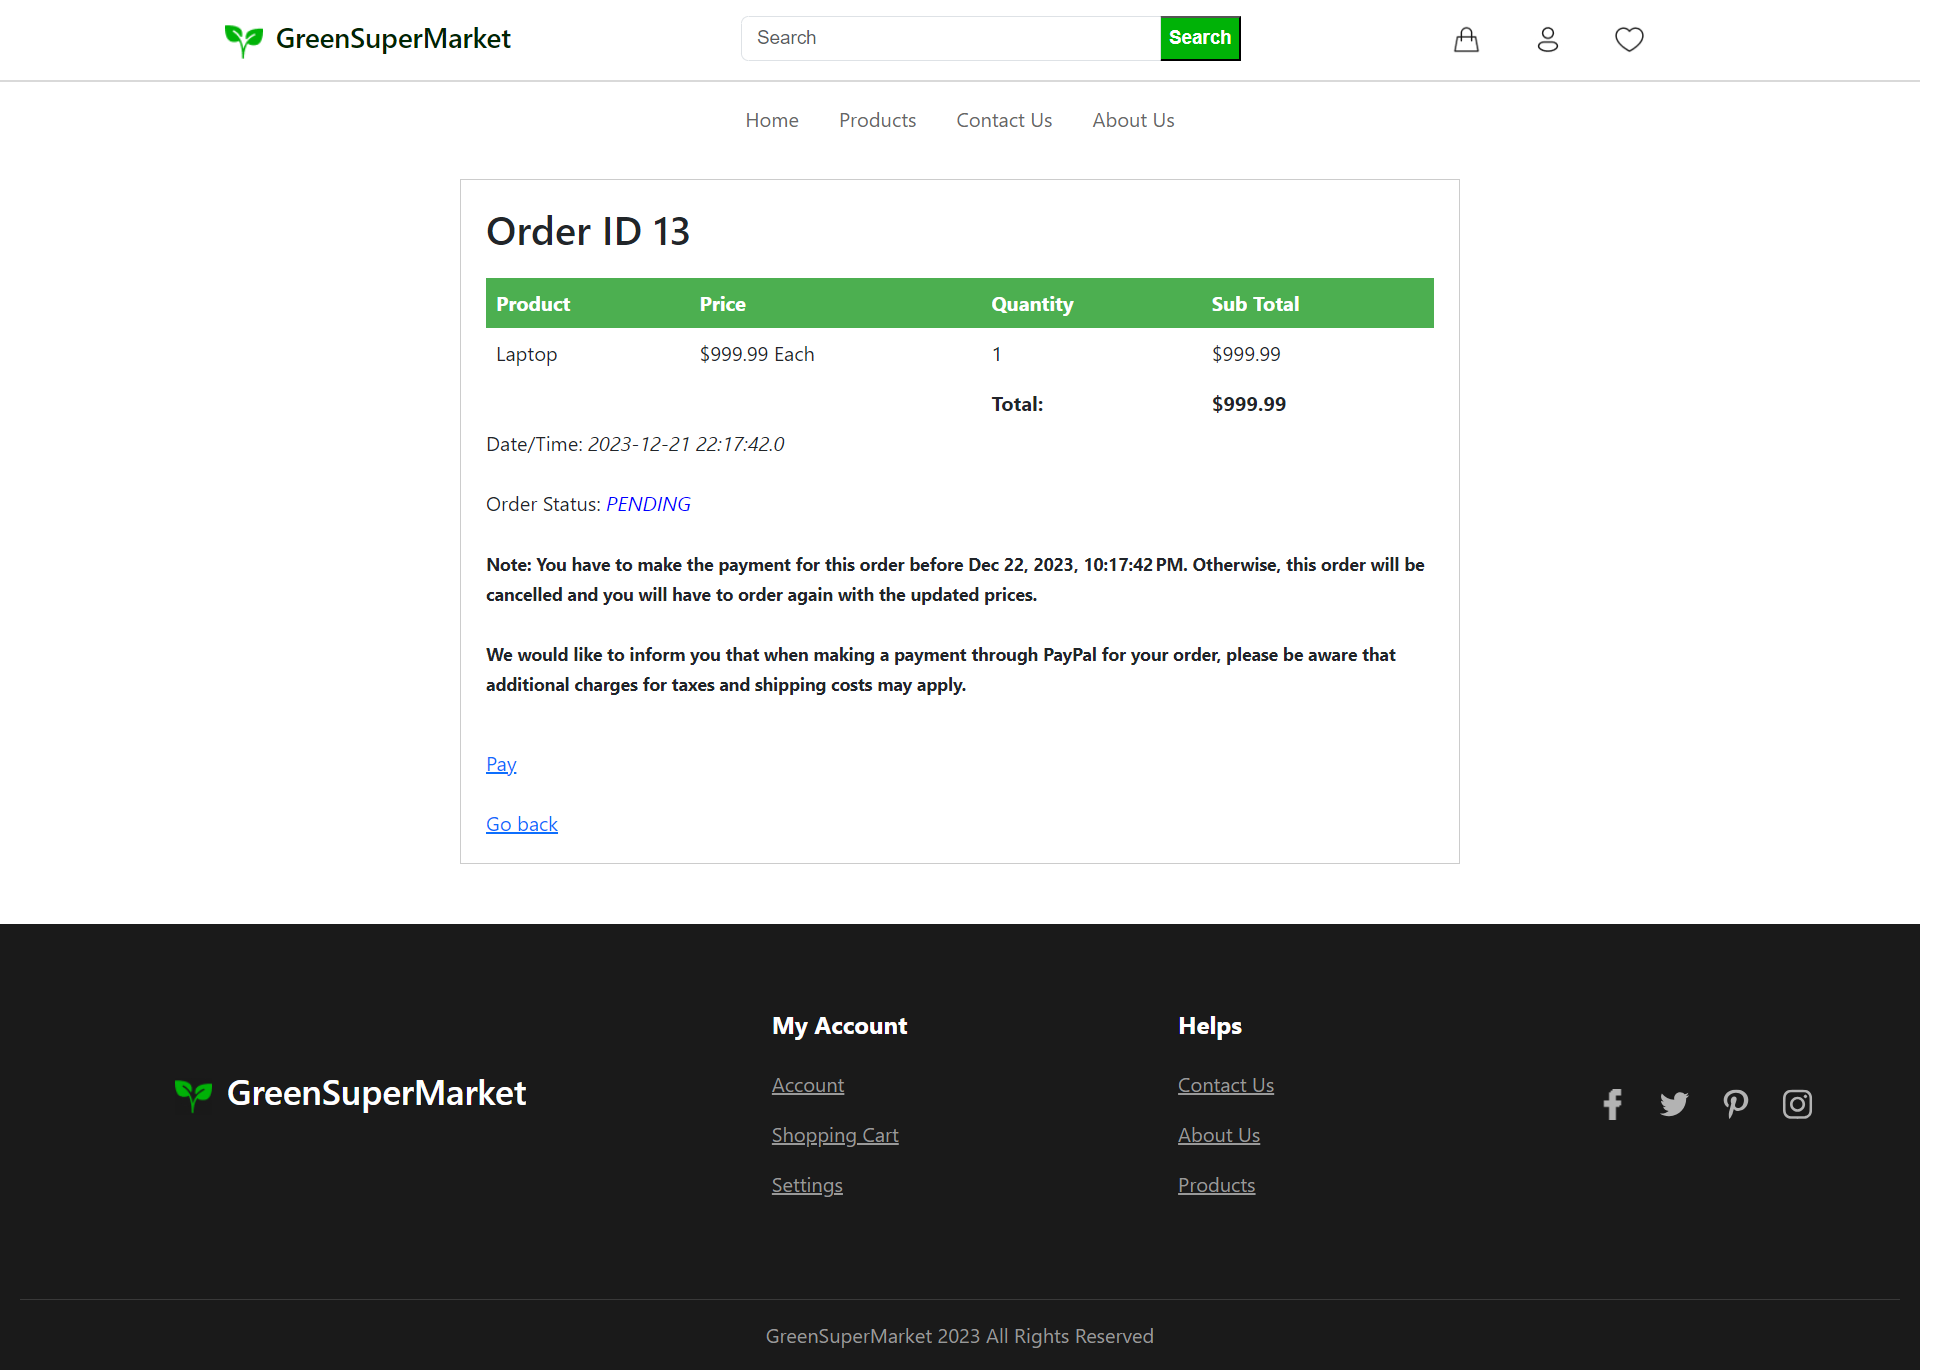 GreenSuperMarket
Search
Search
Home
Products
Contact Us
About Us
Order ID 13
Product Price Quantity Sub Total
Laptop $999.99 Each 1 $999.99
Total: $999.99
Date/Time: 2023-12-21 22:17:42.0
Order Status: PENDING
Note: You have to make the payment for this order before Dec 22, 2023, 10:17:42 PM. Otherwise, this order will be
cancelled and you will have to order again with the updated prices.
We would like to inform you that when making a payment through PayPal for your order, please be aware that
additional charges for taxes and shipping costs may apply.
Pay
Go back
GreenSuperMarket
My Account
Account
Shopping Cart
Settings
Helps
Contact Us
About Us
Products
GreenSuperMarket 2023 All Rights Reserved